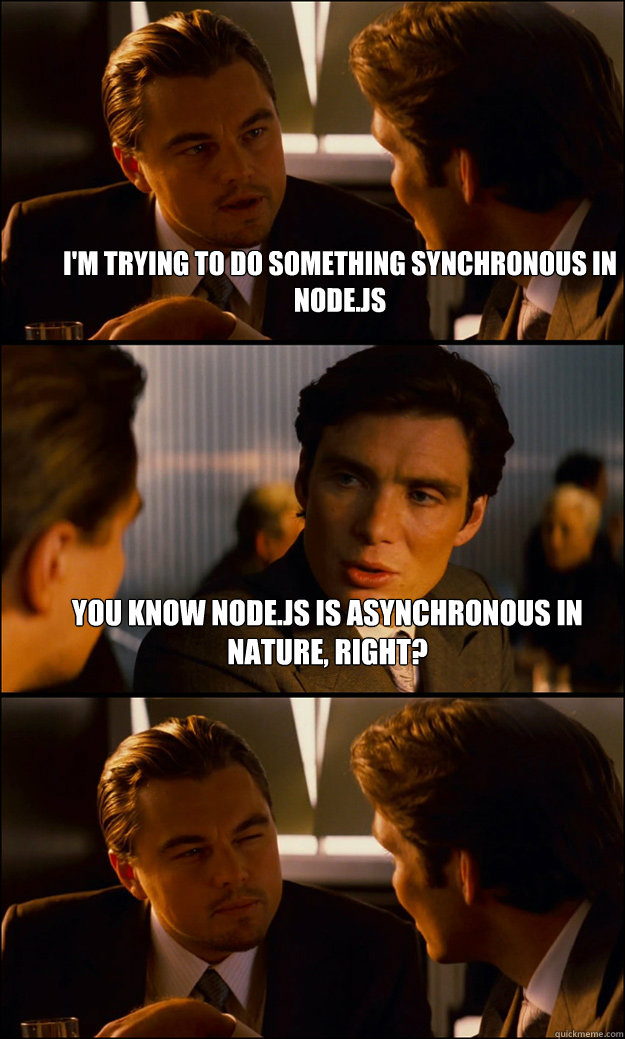 I'M TRYING TO DO SOMETHING SYNCHRONOUS IN
NODE.JS
YOU KNOW NODE.JS IS ASYNCHRONOUS IN
NATURE, RIGHT?
quickmeme.com